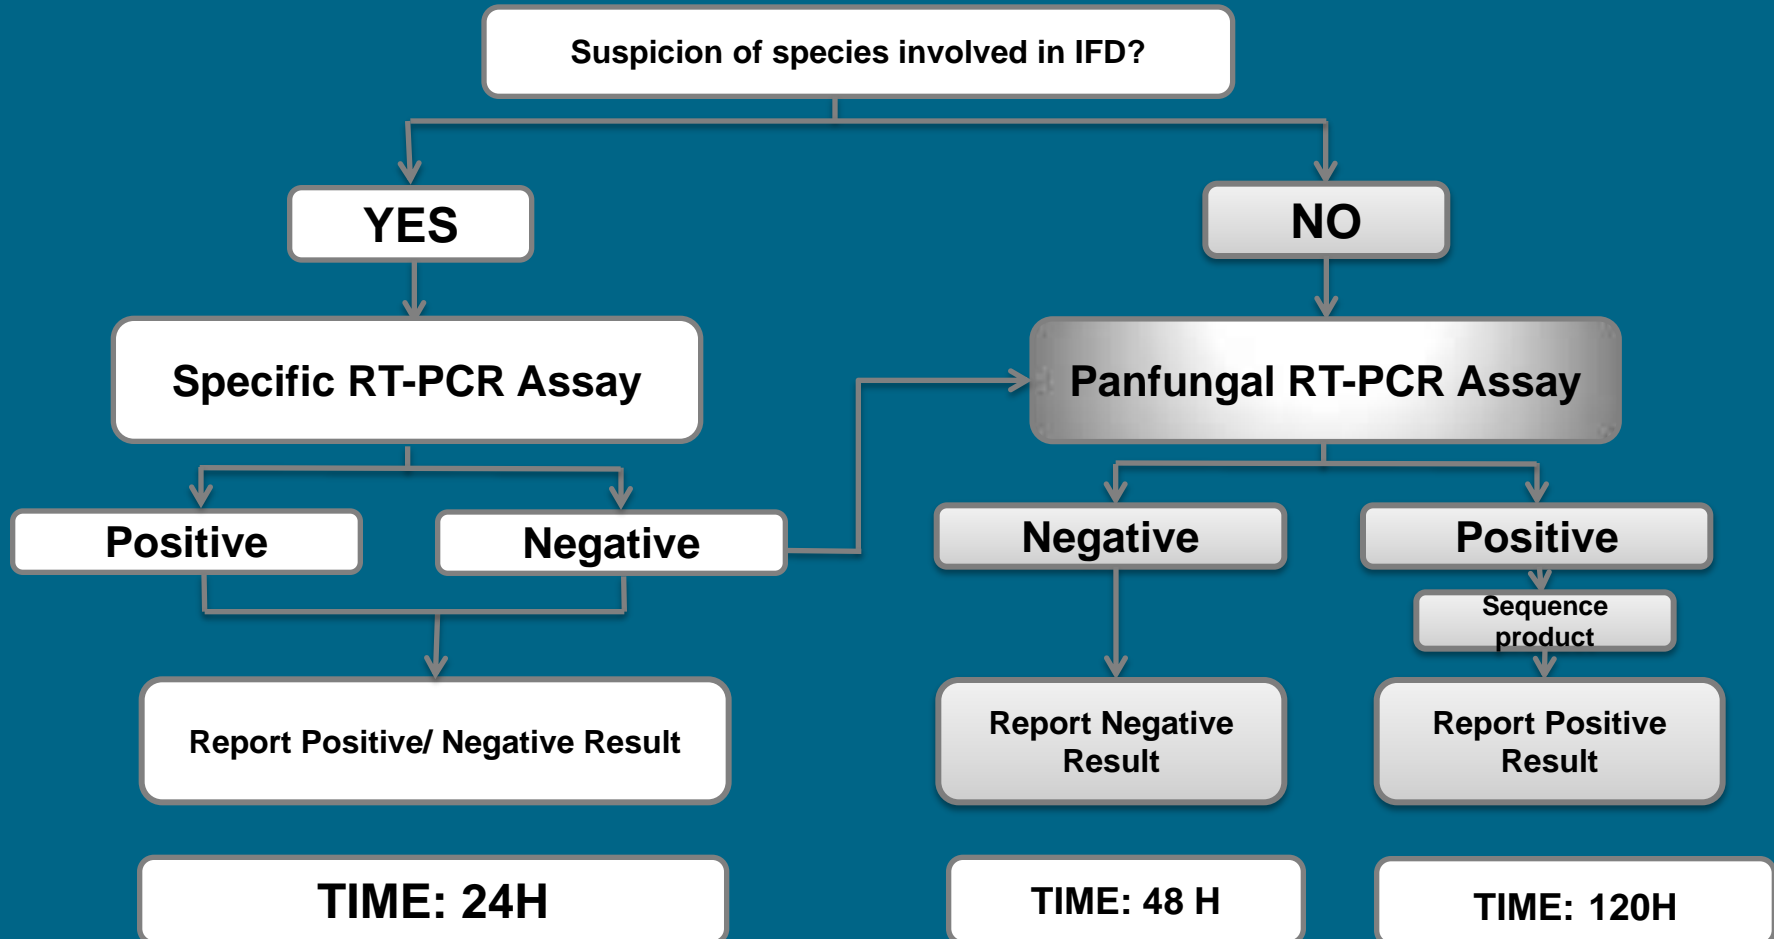 Suspicion of species involved in IFD?
YES
NO
Specific RT-PCR Assay
Panfungal RT-PCR Assay
Positive
Negative
Negative
Positive
Sequence
product
Report Positive/ Negative Result
Report Negative
Result
Report Positive
Result
TIME: 24H
TIME: 48 H
TIME: 120H